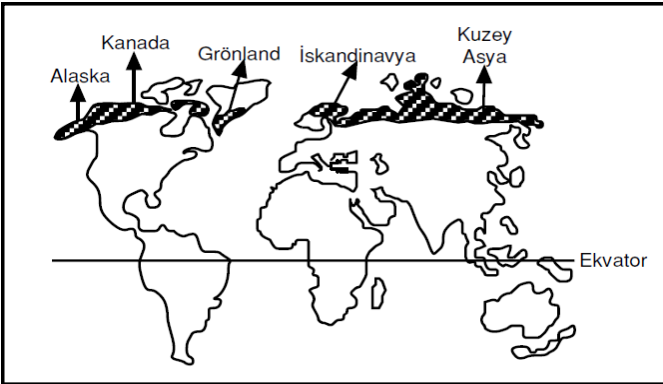 Kanada
Alaska
Grönland
İskandinavya
Kuzey
Asya
Ekvator